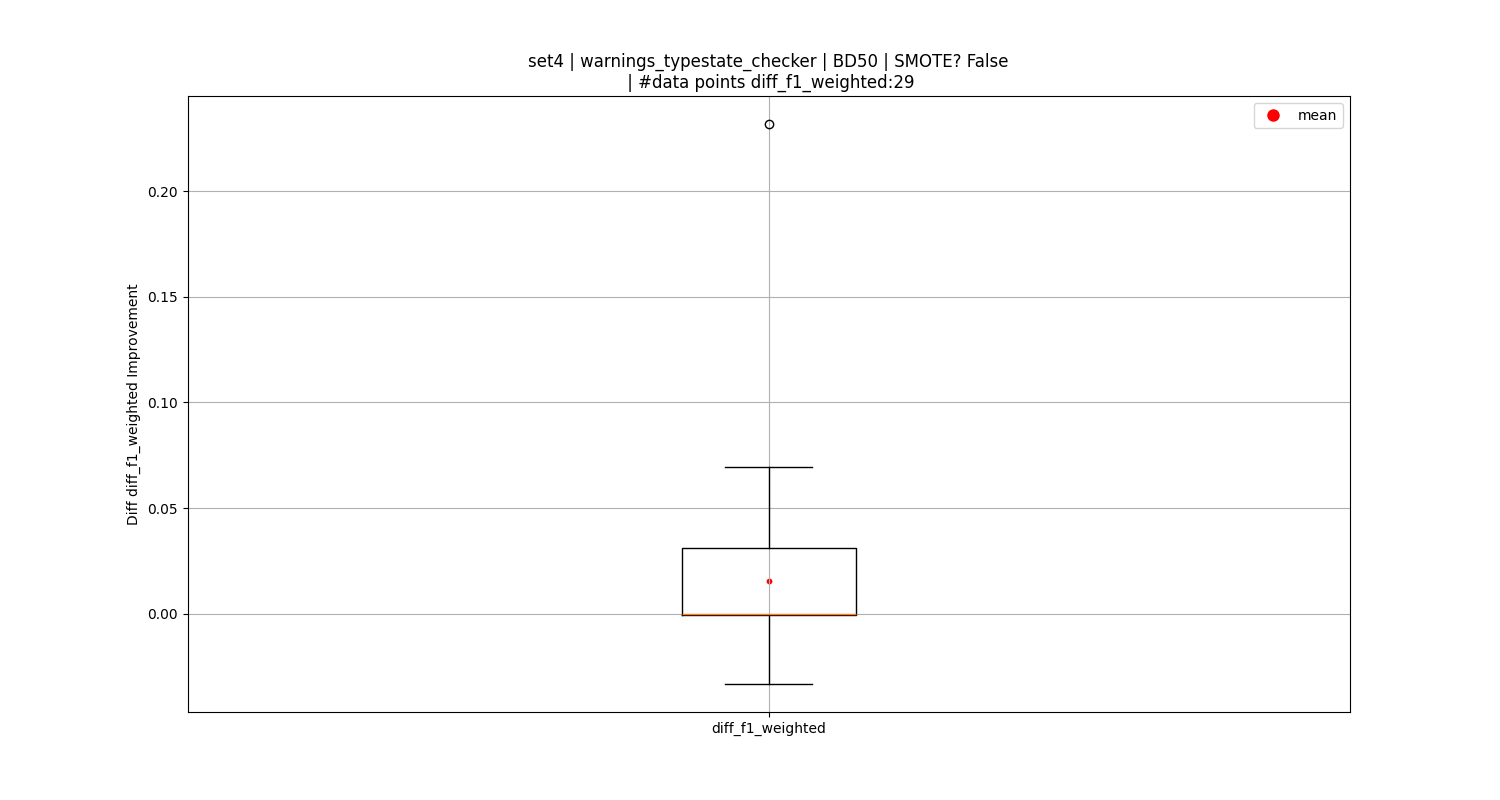 set4 | warnings_typestate_checker | BD50 | SMOTE? False
| #data points diff_f1_weighted:29
mean
Diff diff_f1_weighted Improvement
0.20
0.15
0.10
0.05
0.00
diff_f1_weighted